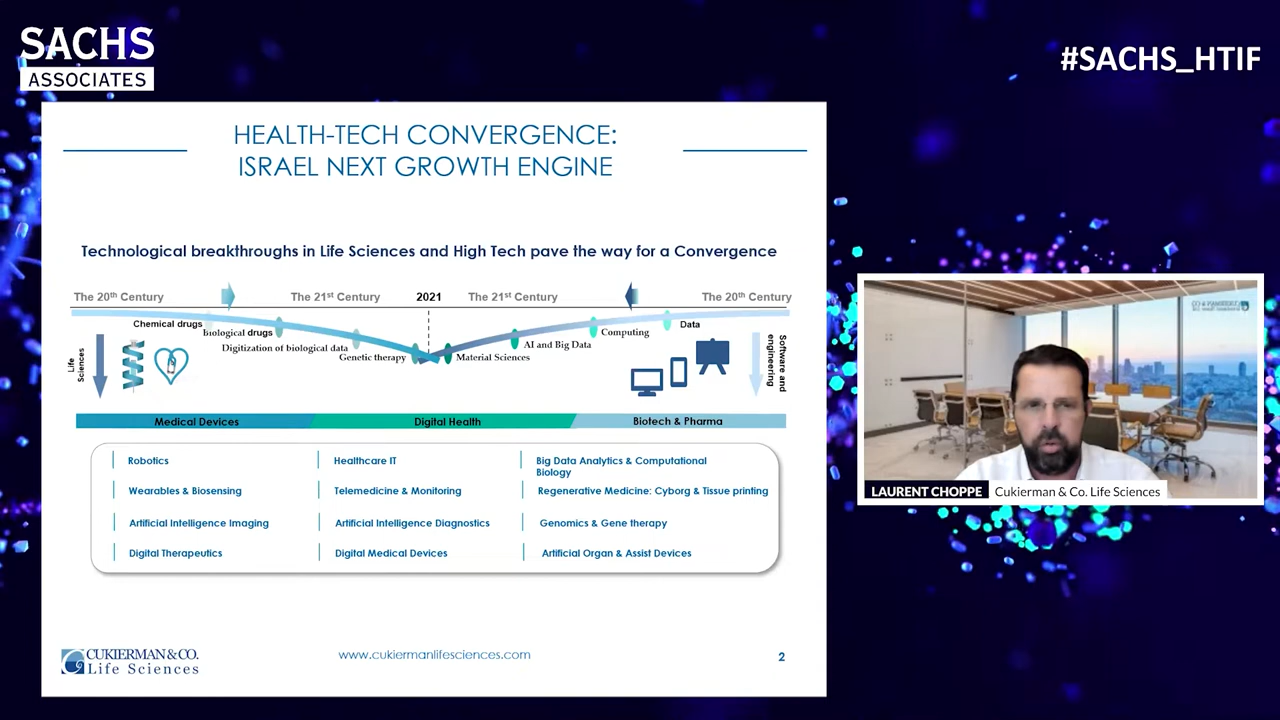 SACHS
ASSOCIATES
#SACHS_HTIF
HEALTH-TECH CONVERGENCE:
ISRAEL NEXT GROWTH ENGINE
Technological breakthroughs in Life Sciences and High Tech pave the way for a Convergence
The 20th Century
The 21st Century
2021
The 21st Century
The 20th Century
Chemical drugs
Biological drugs
Digitization of biological data
Genetic therapy
Material Sciences
AI and Big Data
Computing
Data
Life
Sciences
Software and
engineering
Medical Devices
Digital Health
Biotech & Pharma
Robotics
Wearables & Biosensing
Artificial Intelligence Imaging
Digital Therapeutics
Healthcare IT
Telemedicine & Monitoring
Artificial Intelligence Diagnostics
Digital Medical Devices
Big Data Analytics & Computational
Biology
Regenerative Medicine: Cyborg & Tissue printing
Genomics & Gene therapy
Artificial Organ & Assist Devices
CUKIERMAN & CO.
Life Sciences
www.cukiermanlifesciences.com
2
LAURENT CHOPPE
Cukierman & Co. Life Sciences